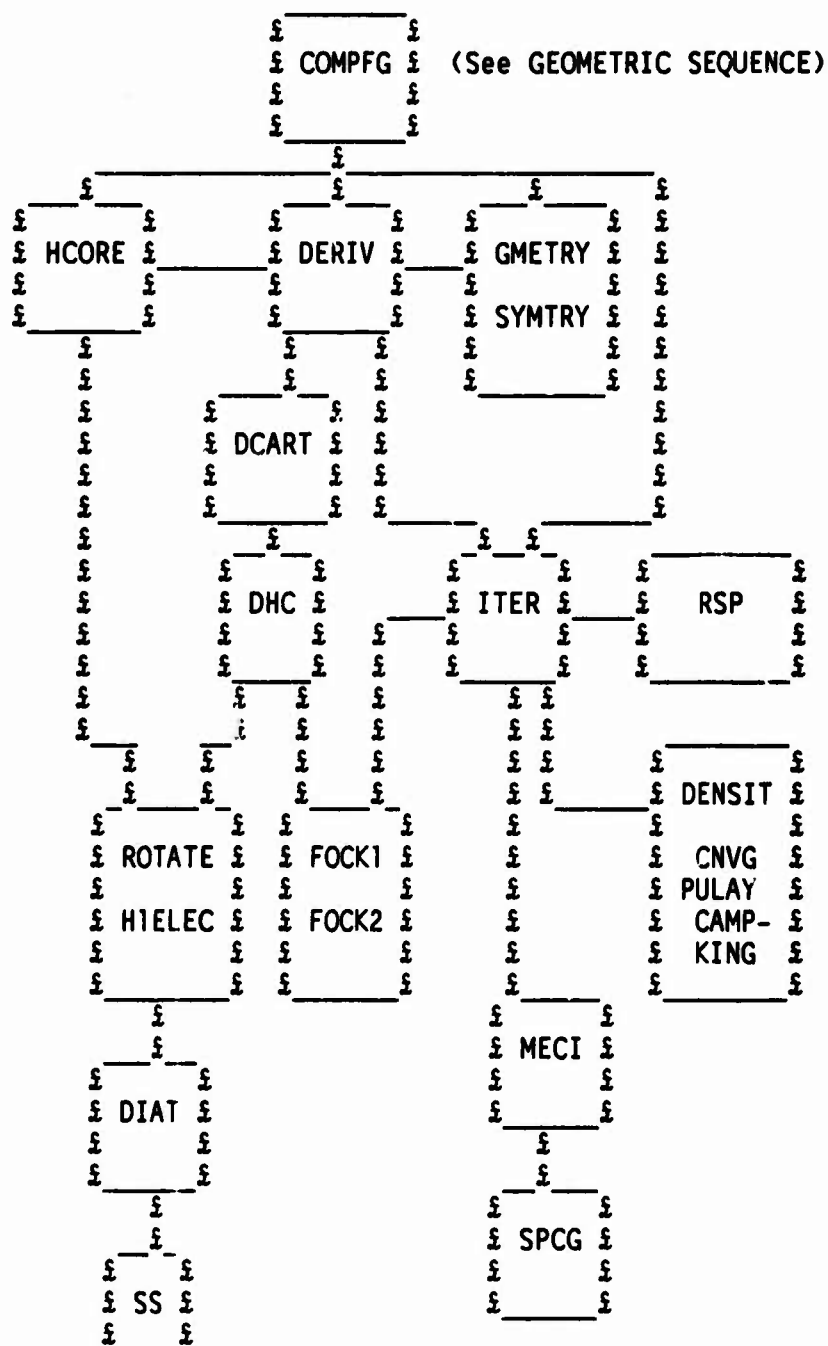 COMPFG (See GEOMETRIC SEQUENCE)
HCORE DERIV GMETRY
SYMTRY
DCART
DHC ITER RSP
DENSIT
ROTATE FOCK1 CNVG
PULAY
H1ELEC FOCK2 CAMP-
KING
MECI
DIAT
SPCG
SS